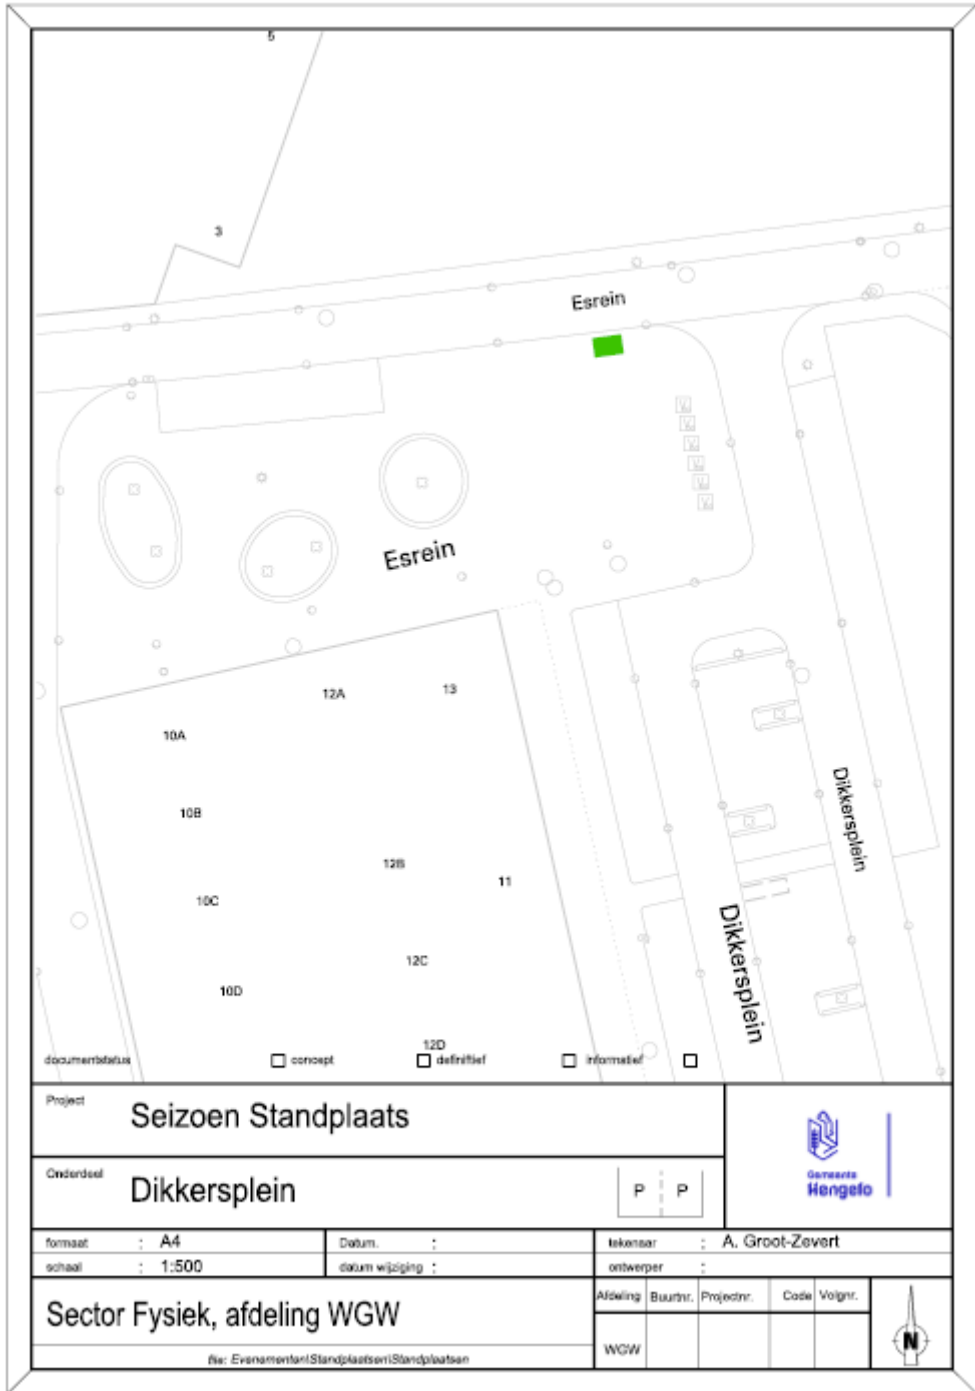 5
3
Esrein
Esrein
12A
13
10A
10B
Dikkersplein
12B
11
10C
Dikkersplein
12C
10D
12D
documentstatus concept definitief informatief
Project
Seizoen Standplaats
Onderdeel
Dikkersplein
P P
Gemeente
Hengelo
formaat : A4
Datum. :
tekenaar : A. Groot-Zevert
schaal : 1:500
datum wijziging :
ontwerper :
Sector Fysiek, afdeling WGW
Afdeling Buurtnr. Projectnr. Code Volgnr.
WGW
N
file: Evenementen\Standplaatsen\Standplaatsen